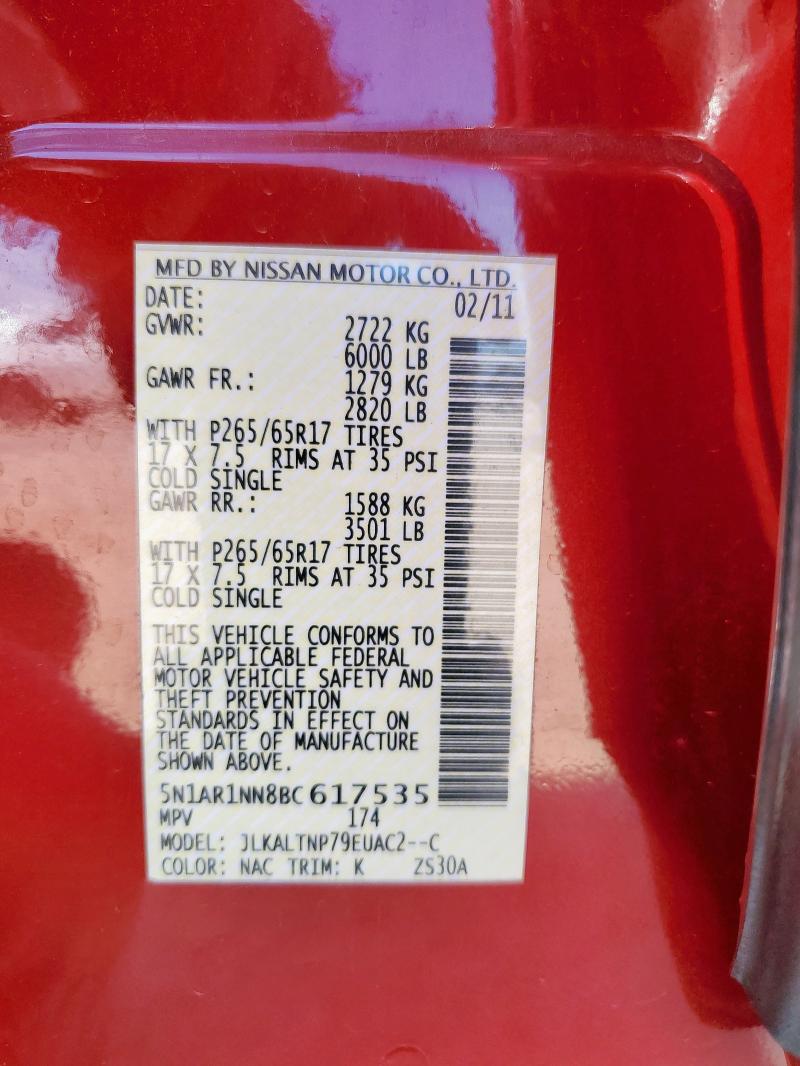 MFD BY NISSAN MOTOR CO., LTD.
DATE: 02/11
GVWR: 2722 KG
6000 LB
GAWR FR.: 1279 KG
2820 LB
WITH P265/65R17 TIRES
17 X 7.5 RIMS AT 35 PSI
COLD SINGLE
GAWR RR.: 1588 KG
3501 LB
WITH P265/65R17 TIRES
17 X 7.5 RIMS AT 35 PSI
COLD SINGLE
THIS VEHICLE CONFORMS TO
ALL APPLICABLE FEDERAL
MOTOR VEHICLE SAFETY AND
THEFT PREVENTION
STANDARDS IN EFFECT ON
THE DATE OF MANUFACTURE
SHOWN ABOVE.
5N1AR1NN8BC617535
MPV 174
MODEL: JLKALTNP79EUAC2--C
COLOR: NAC TRIM: K ZS30A